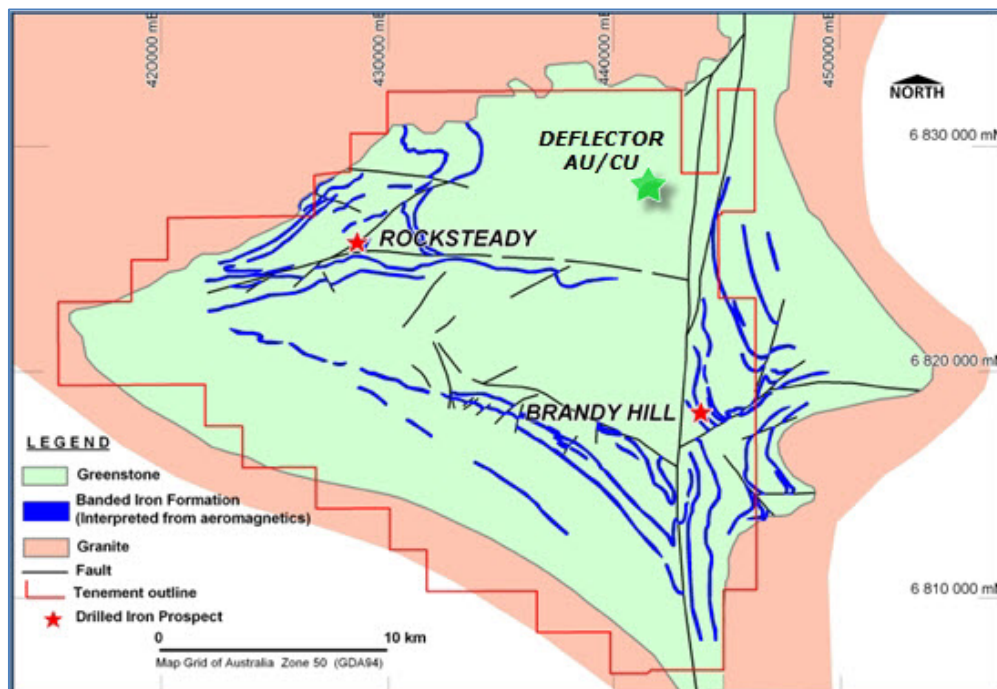 420000 mE
430000 mE
440000 mE
450000 mE
NORTH
6 830 000 mN
DEFLECTOR
AU/CU
ROCKSTEADY
6 820 000 mN
BRANDY HILL
LEGEND
Greenstone
Banded Iron Formation
(Interpreted from aeromagnetics)
Granite
Fault
Tenement outline
Drilled Iron Prospect
6 810 000 mN
0
10 km
Map Grid of Australia Zone 50 (GDA94)